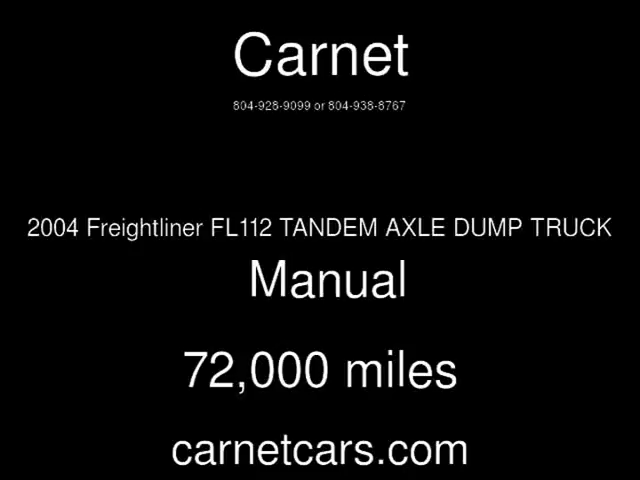 Carnet
804-928-9099 or 804-938-8767
2004 Freightliner FL112 TANDEM AXLE DUMP TRUCK
Manual
72,000 miles
carnetcars.com